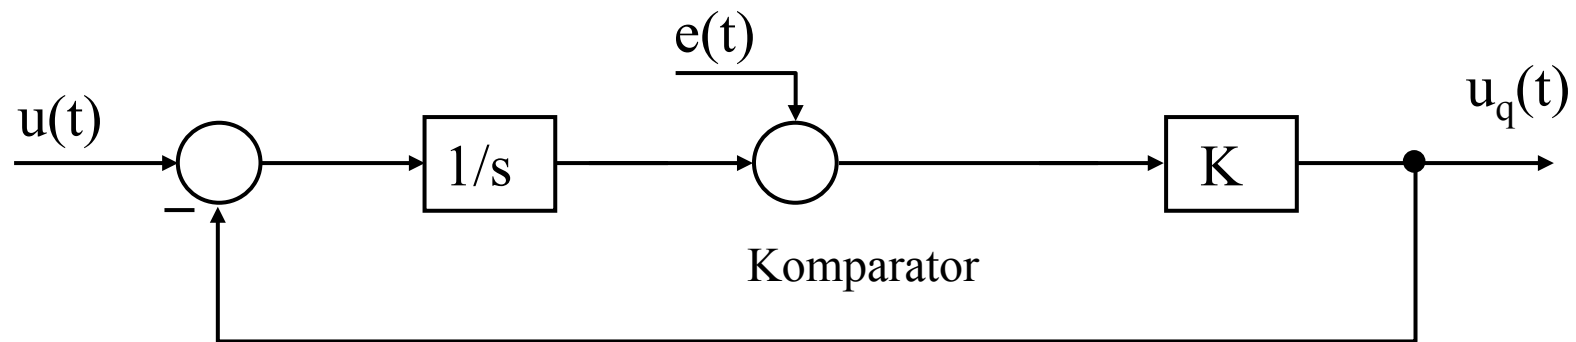 e(t)
u(t)
u_q(t)
1/s
K
−
Komparator